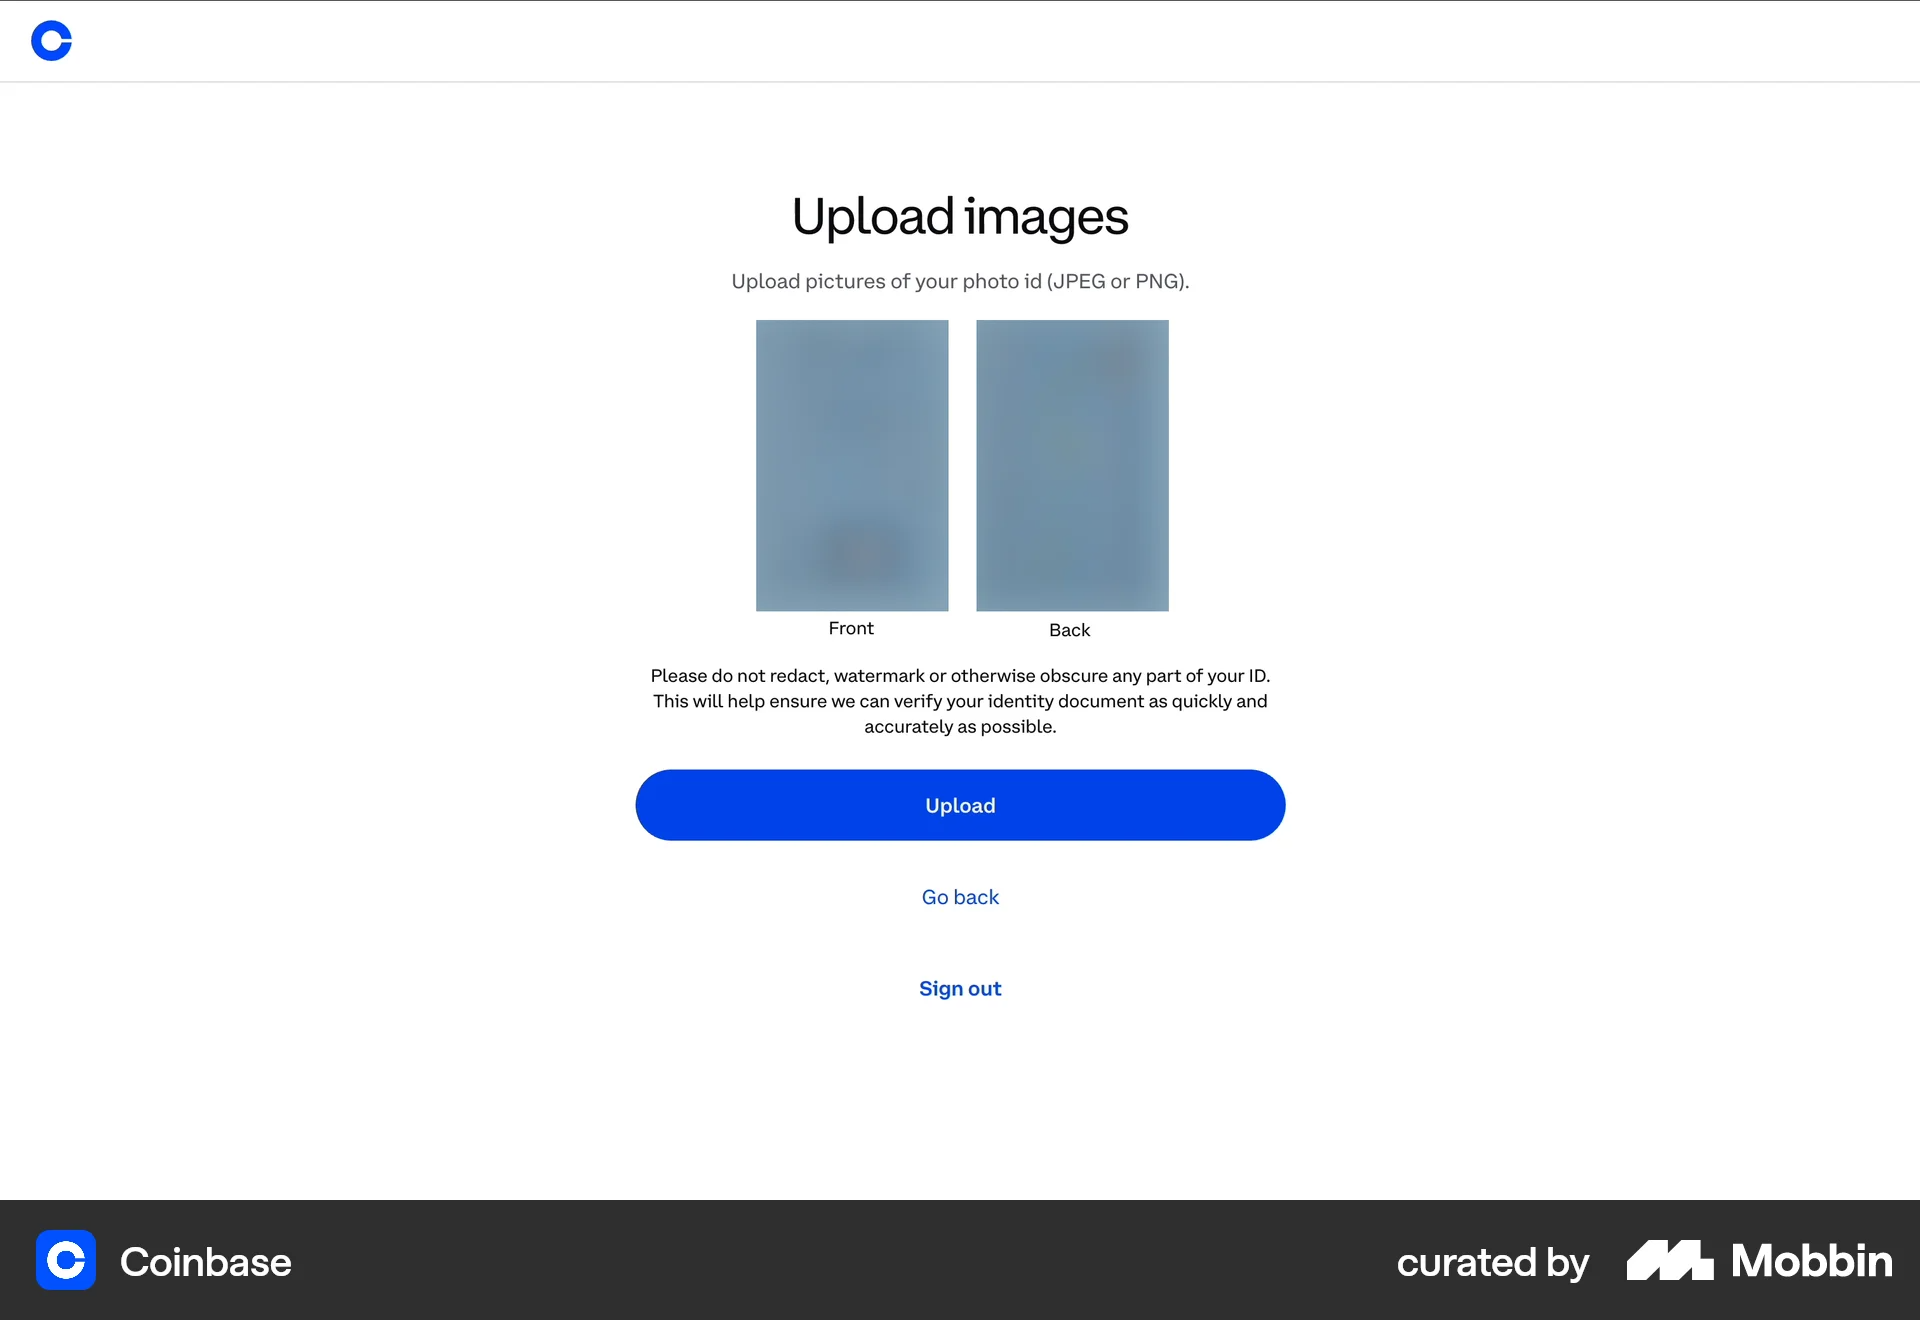 Upload images
Upload pictures of your photo id (JPEG or PNG).
Front
Back
Please do not redact, watermark or otherwise obscure any part of your ID.
This will help ensure we can verify your identity document as quickly and
accurately as possible.
Upload
Go back
Sign out
Coinbase
curated by
Mobbin